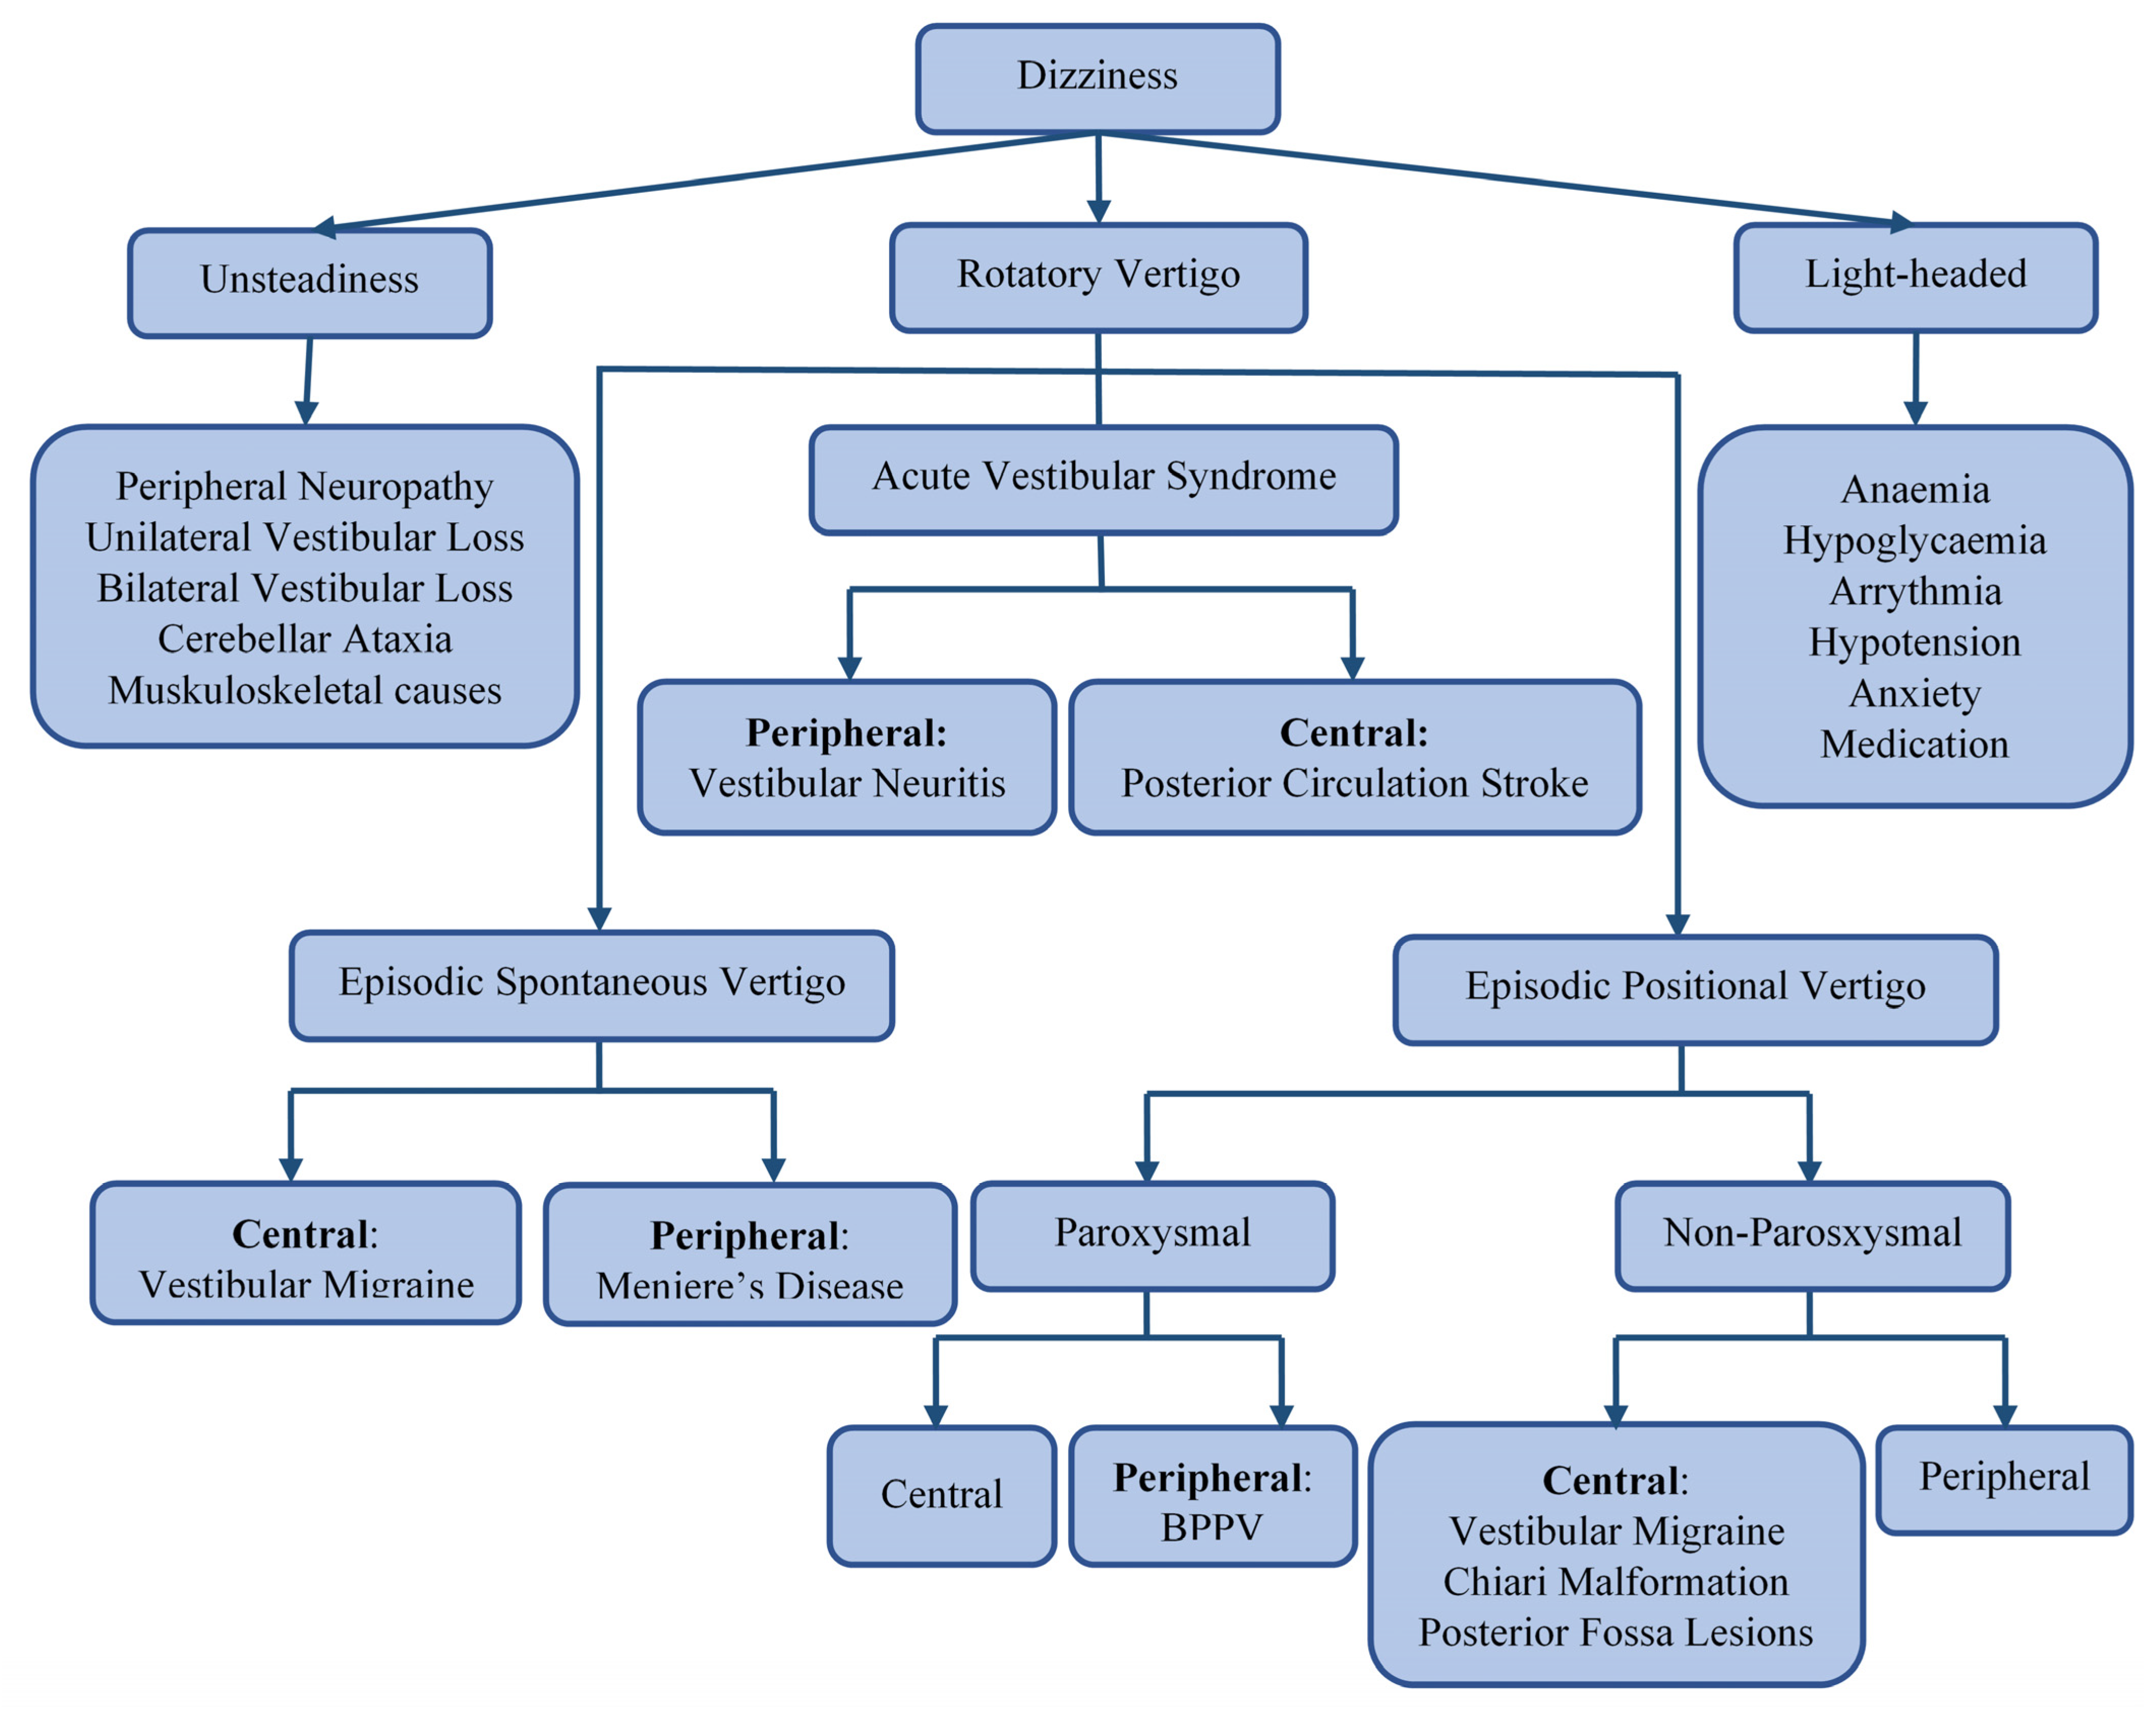 Dizziness
Unsteadiness
Rotatory Vertigo
Light-headed
Peripheral Neuropathy
Unilateral Vestibular Loss
Bilateral Vestibular Loss
Cerebellar Ataxia
Muskuloskeletal causes
Acute Vestibular Syndrome
Anaemia
Hypoglycaemia
Arrythmia
Hypotension
Anxiety
Medication
Peripheral:
Vestibular Neuritis
Central:
Posterior Circulation Stroke
Episodic Spontaneous Vertigo
Episodic Positional Vertigo
Central:
Vestibular Migraine
Peripheral:
Meniere’s Disease
Paroxysmal
Non-Parosxysmal
Central
Peripheral:
BPPV
Central:
Vestibular Migraine
Chiari Malformation
Posterior Fossa Lesions
Peripheral